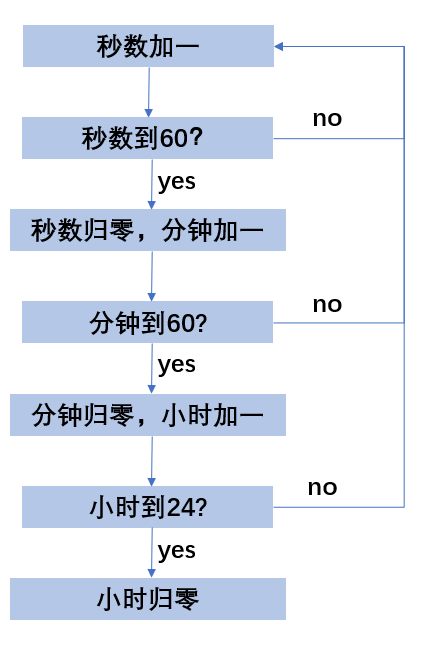 秒数加一
秒数到60？
no
yes
秒数归零，分钟加一
分钟到60?
no
yes
分钟归零，小时加一
小时到24?
no
yes
小时归零